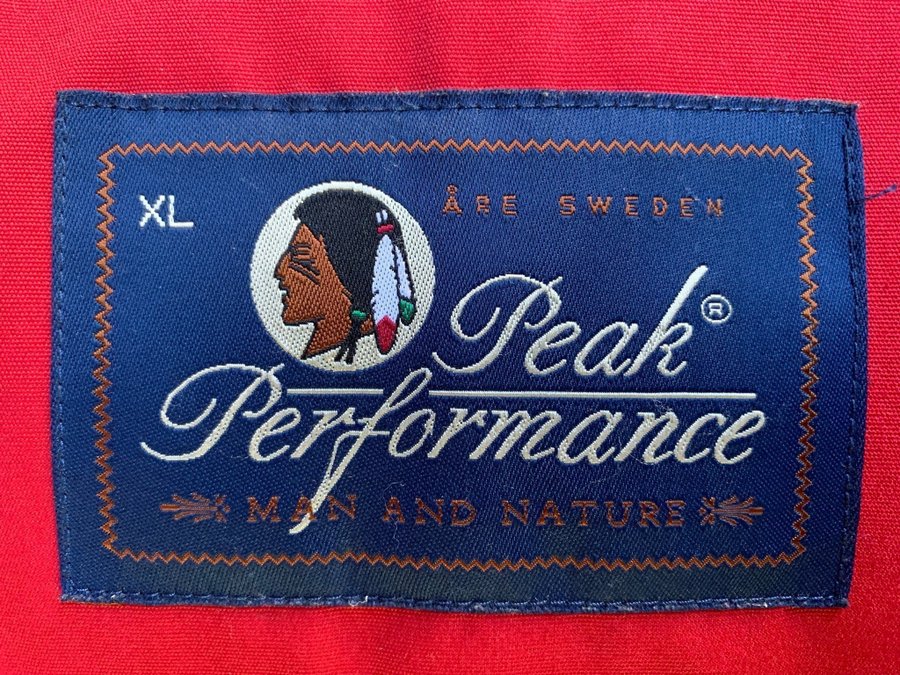 XL
ÅRE SWEDEN
Peak®
Performance
MAN AND NATURE